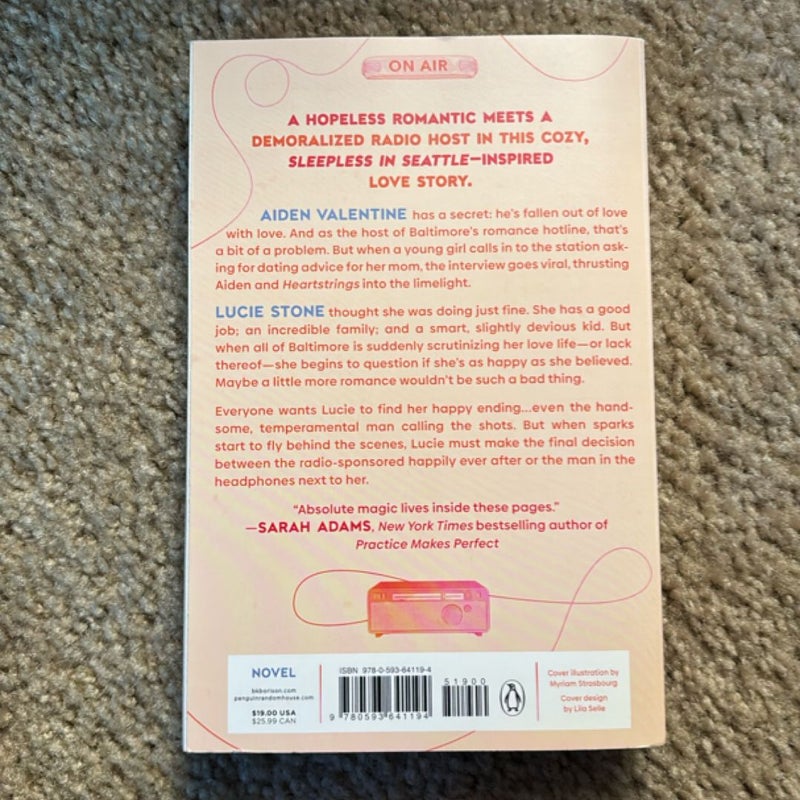 ON AIR
A HOPELESS ROMANTIC MEETS A
DEMORALIZED RADIO HOST IN THIS COZY,
SLEEPLESS IN SEATTLE—INSPIRED
LOVE STORY.
AIDEN VALENTINE has a secret: he's fallen out of love
with love. And as the host of Baltimore's romance hotline, that's
a bit of a problem. But when a young girl calls in to the station ask-
ing for dating advice for her mom, the interview goes viral, thrusting
Aiden and Heartstrings into the limelight.
LUCIE STONE thought she was doing just fine. She has a good
job; an incredible family; and a smart, slightly devious kid. But
when all of Baltimore is suddenly scrutinizing her love life—or lack
thereof—she begins to question if she's as happy as she believed.
Maybe a little more romance wouldn't be such a bad thing.
Everyone wants Lucie to find her happy ending...even the hand-
some, temperamental man calling the shots. But when sparks
start to fly behind the scenes, Lucie must make the final decision
between the radio-sponsored happily ever after or the man in the
headphones next to her.
"Absolute magic lives inside these pages."
—SARAH ADAMS, New York Times bestselling author of
Practice Makes Perfect
NOVEL
bkborison.com
penguinrandomhouse.com
$19.00 USA
$25.99 CAN
ISBN 978-0-593-64119-4
51900
9 780593 641194
Cover illustration by
Myriam Strasbourg
Cover design
by Lila Selle